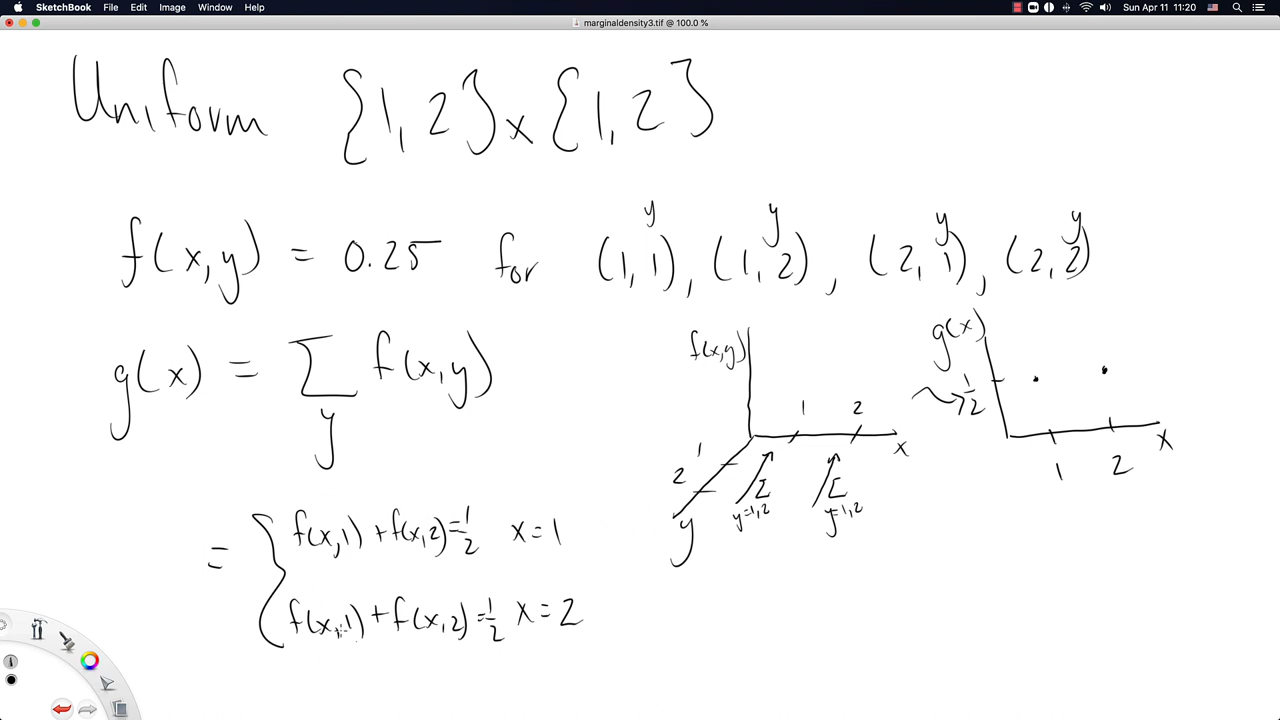 SketchBook File Edit Image Window Help Sun Apr 11 11:20
marginaldensity3.tif @ 100.0 %
Uniform {1,2} x {1,2}
y y y y
f(x,y) = 0.25 for (1,1), (1,2), (2,1), (2,2)
g(x) = Σ f(x,y)
y
f(x,y)
1 2
x
1
2
y
Σ
y=1,2
Σ
y=1,2
g(x)
1/2
1 2
x
= { f(x,1) + f(x,2) = 1/2 x = 1
f(x,1) + f(x,2) = 1/2 x = 2